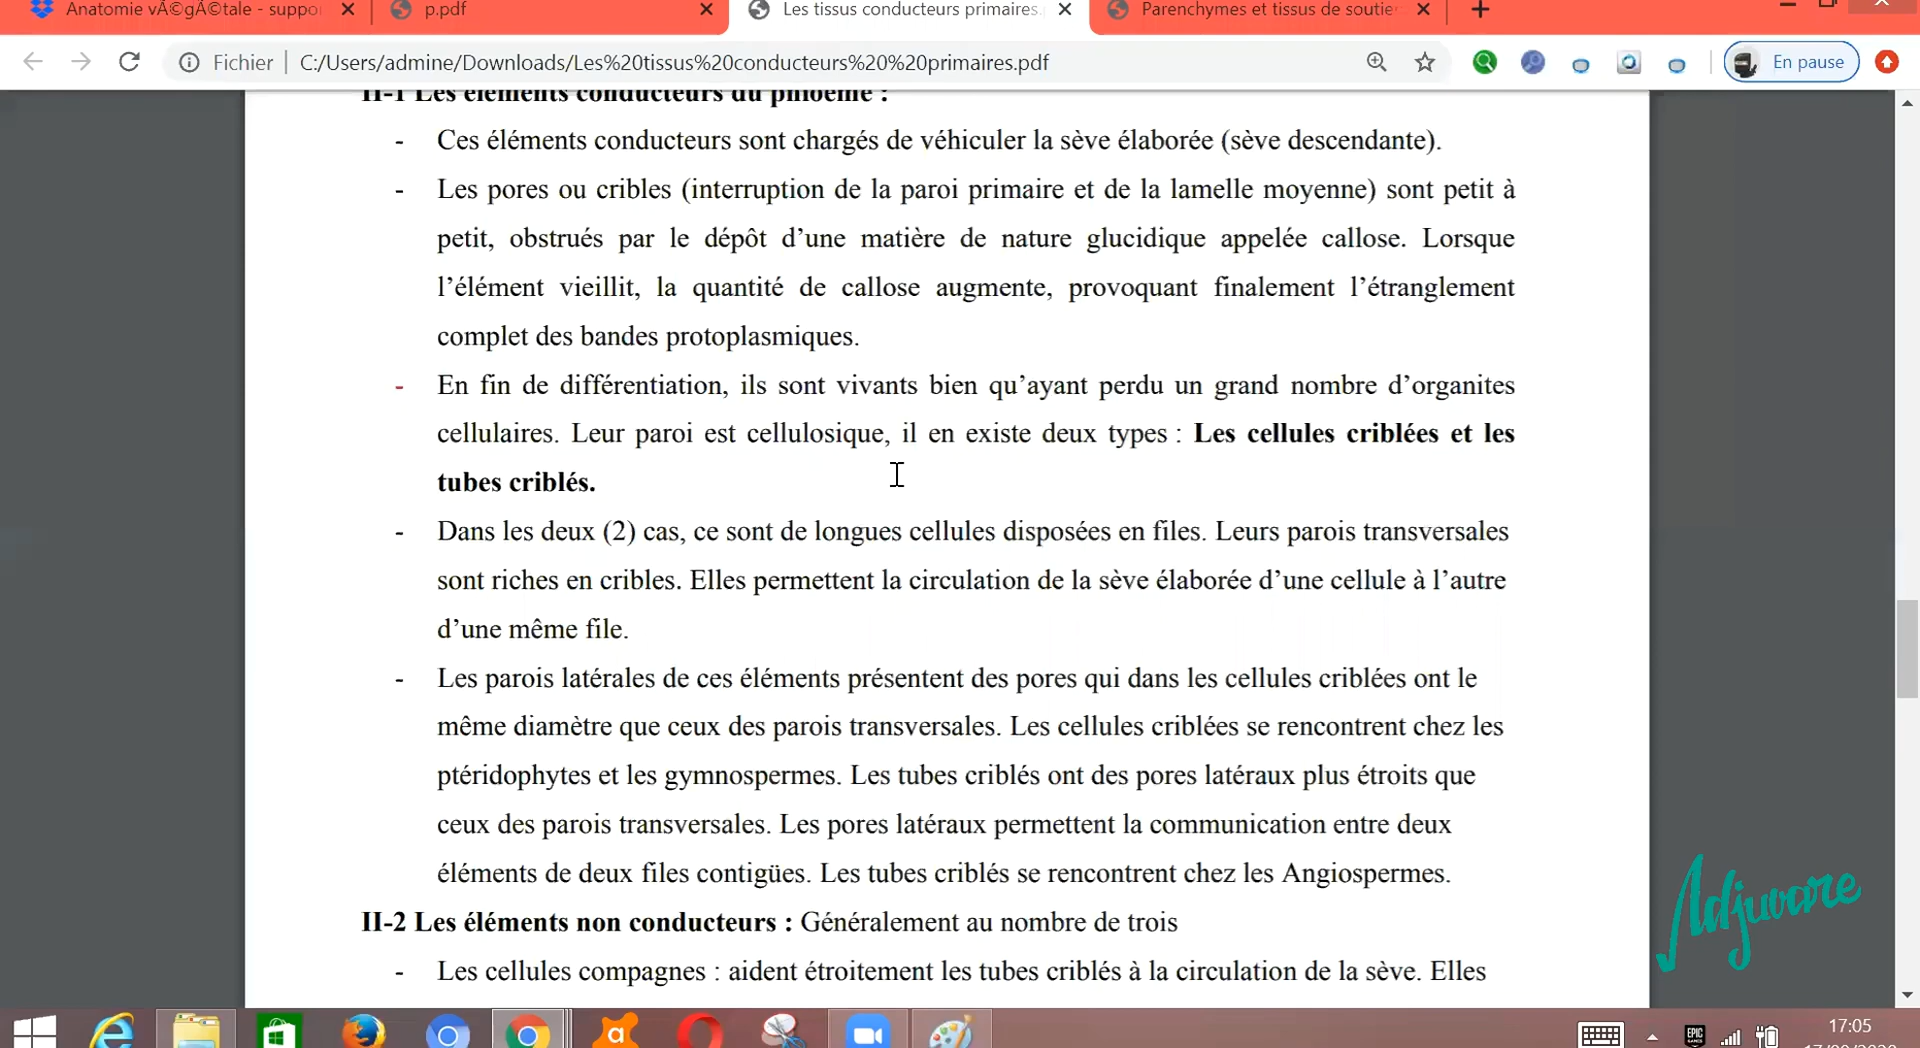 Anatomie vÃ©gÃ©tale - suppo
p.pdf
Les tissus conducteurs primaires.
Parenchymes et tissus de soutie
Fichier
C:/Users/admine/Downloads/Les%20tissus%20conducteurs%20%20primaires.pdf
En pause
II-1 Les éléments conducteurs du phloème :
- Ces éléments conducteurs sont chargés de véhiculer la sève élaborée (sève descendante).
- Les pores ou cribles (interruption de la paroi primaire et de la lamelle moyenne) sont petit à
petit, obstrués par le dépôt d’une matière de nature glucidique appelée callose. Lorsque
l’élément vieillit, la quantité de callose augmente, provoquant finalement l’étranglement
complet des bandes protoplasmiques.
- En fin de différentiation, ils sont vivants bien qu’ayant perdu un grand nombre d’organites
cellulaires. Leur paroi est cellulosique, il en existe deux types : Les cellules criblées et les
tubes criblés.
- Dans les deux (2) cas, ce sont de longues cellules disposées en files. Leurs parois transversales
sont riches en cribles. Elles permettent la circulation de la sève élaborée d’une cellule à l’autre
d’une même file.
- Les parois latérales de ces éléments présentent des pores qui dans les cellules criblées ont le
même diamètre que ceux des parois transversales. Les cellules criblées se rencontrent chez les
ptéridophytes et les gymnospermes. Les tubes criblés ont des pores latéraux plus étroits que
ceux des parois transversales. Les pores latéraux permettent la communication entre deux
éléments de deux files contigües. Les tubes criblés se rencontrent chez les Angiospermes.
II-2 Les éléments non conducteurs : Généralement au nombre de trois
- Les cellules compagnes : aident étroitement les tubes criblés à la circulation de la sève. Elles
Adjuvare
EPIC
GAMES
17:05